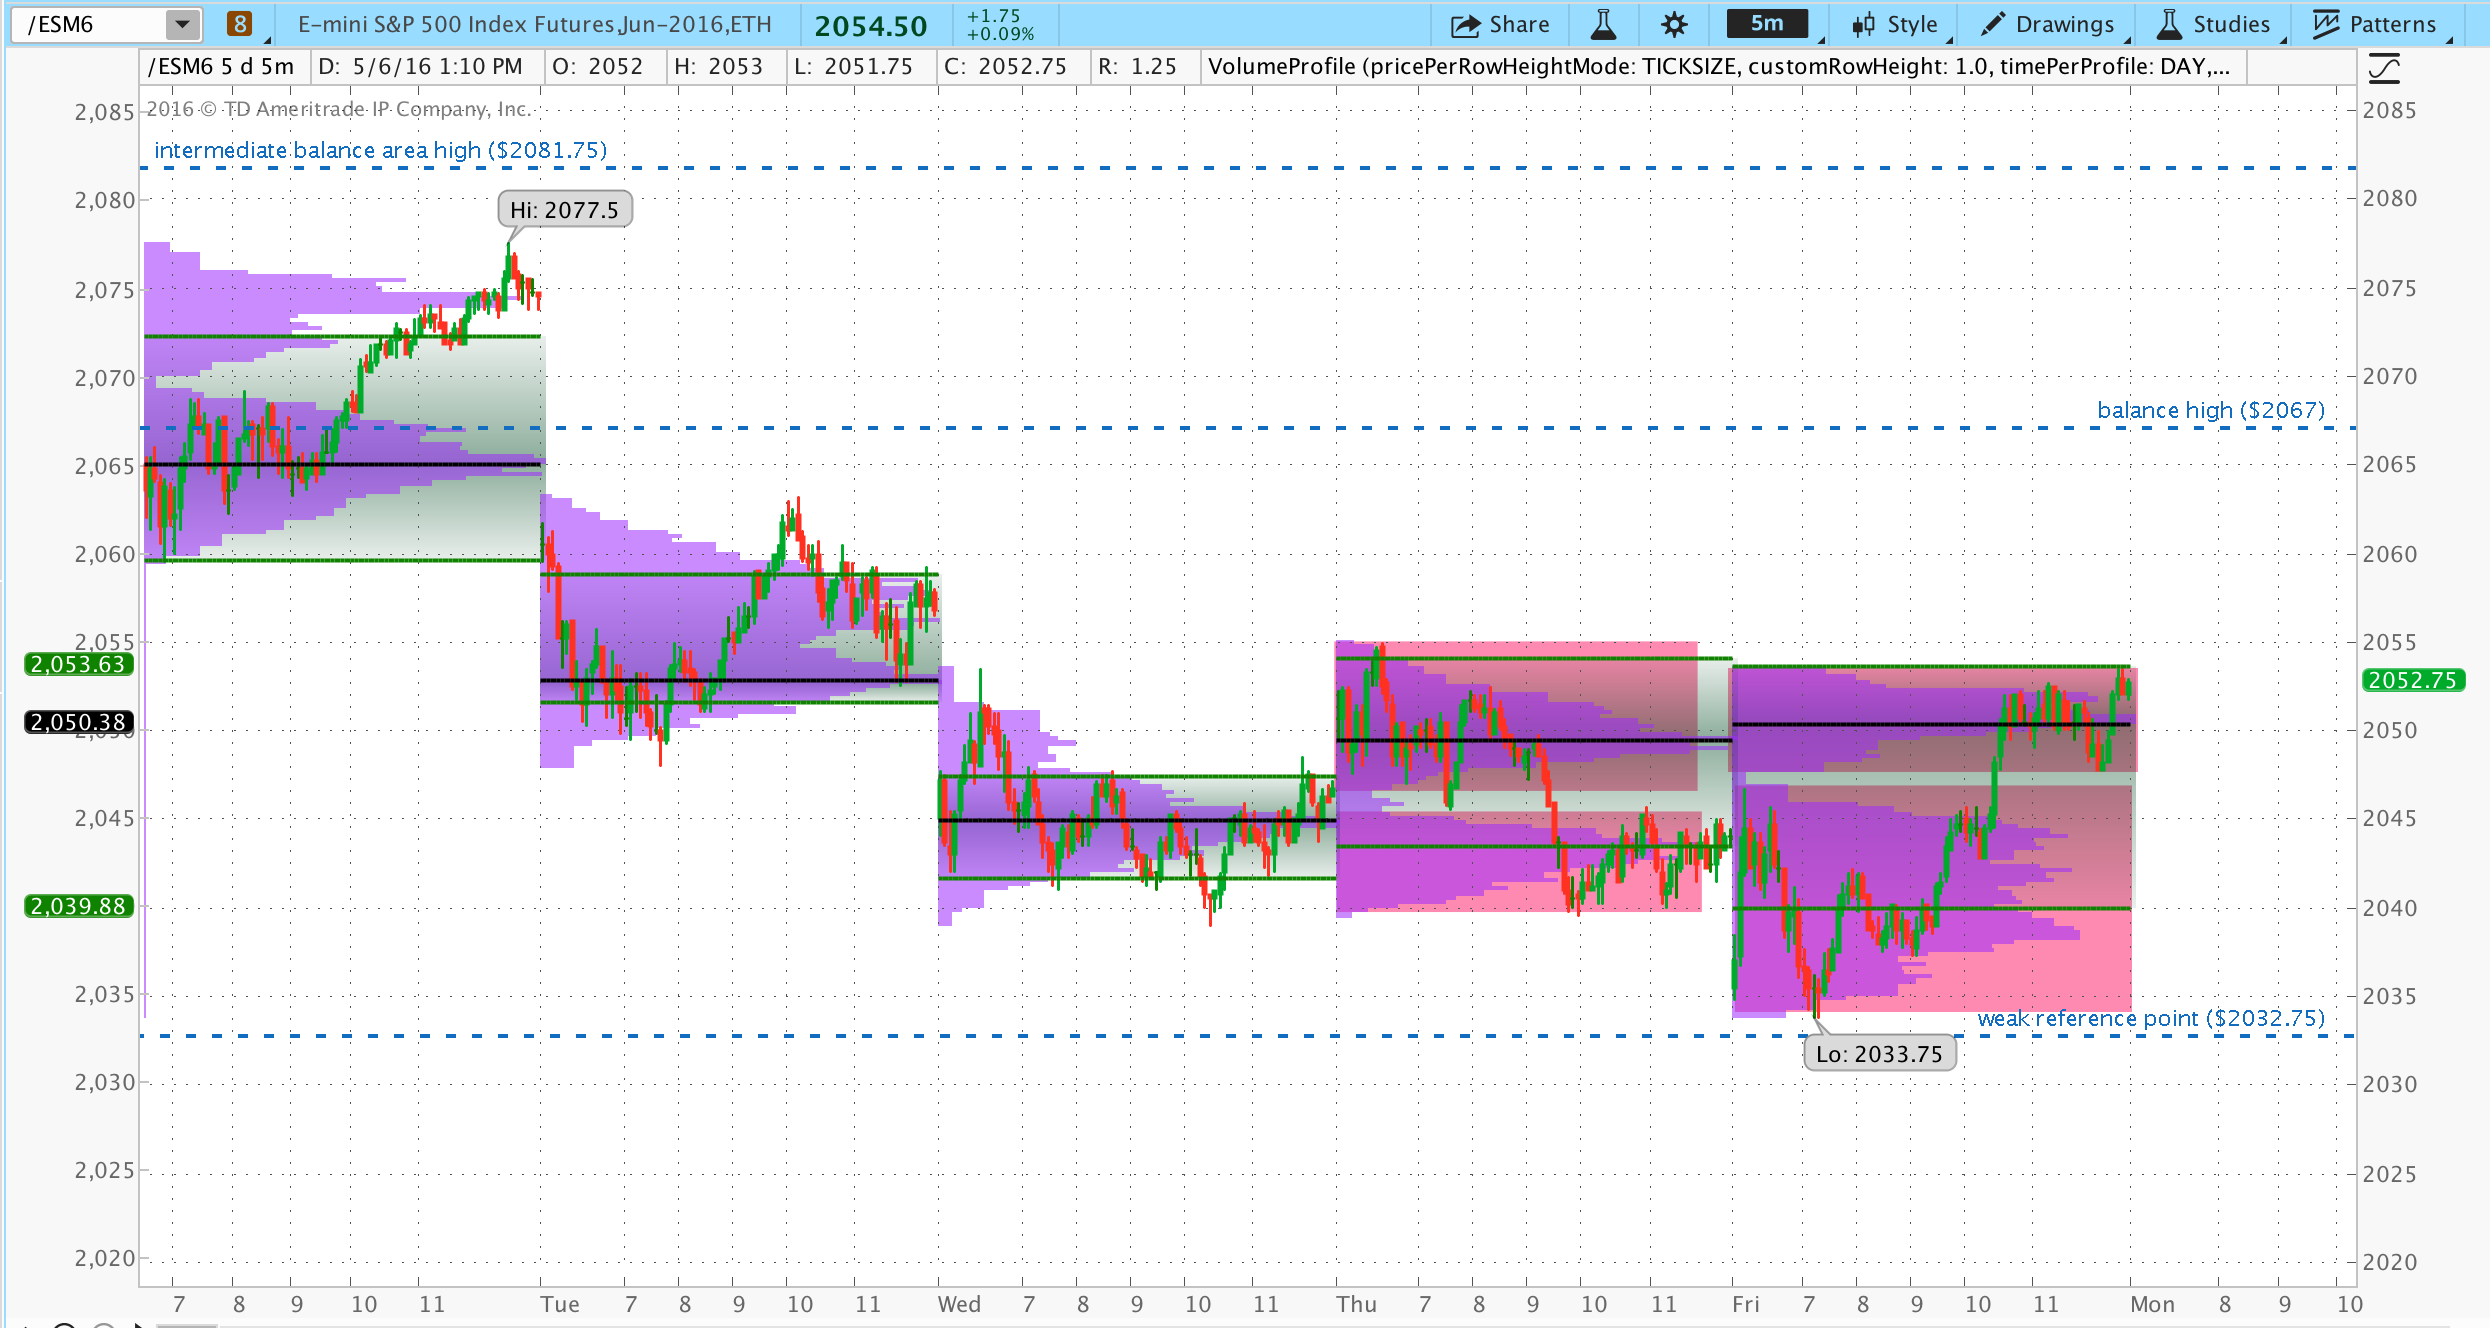 /ESM6 8 E-mini S&P 500 Index Futures,Jun-2016,ETH 2054.50 +1.75 +0.09% Share 5m Style Drawings Studies Patterns
/ESM6 5 d 5m D: 5/6/16 1:10 PM O: 2052 H: 2053 L: 2051.75 C: 2052.75 R: 1.25 VolumeProfile (pricePerRowHeightMode: TICKSIZE, customRowHeight: 1.0, timePerProfile: DAY,...
2016 © TD Ameritrade IP Company, Inc.
2,085 2085
intermediate balance area high ($2081.75)
2,080 2080
Hi: 2077.5
2,075 2075
2,070 2070
balance high ($2067)
2,065 2065
2,060 2060
2,055 2055
2,053.63 2052.75
2,050.38
2,050 2050
2,045 2045
2,039.88 2040
2,035 2035
weak reference point ($2032.75)
Lo: 2033.75
2,030 2030
2,025 2025
2,020 2020
7 8 9 10 11 Tue 7 8 9 10 11 Wed 7 8 9 10 11 Thu 7 8 9 10 11 Fri 7 8 9 10 11 Mon 8 9 10